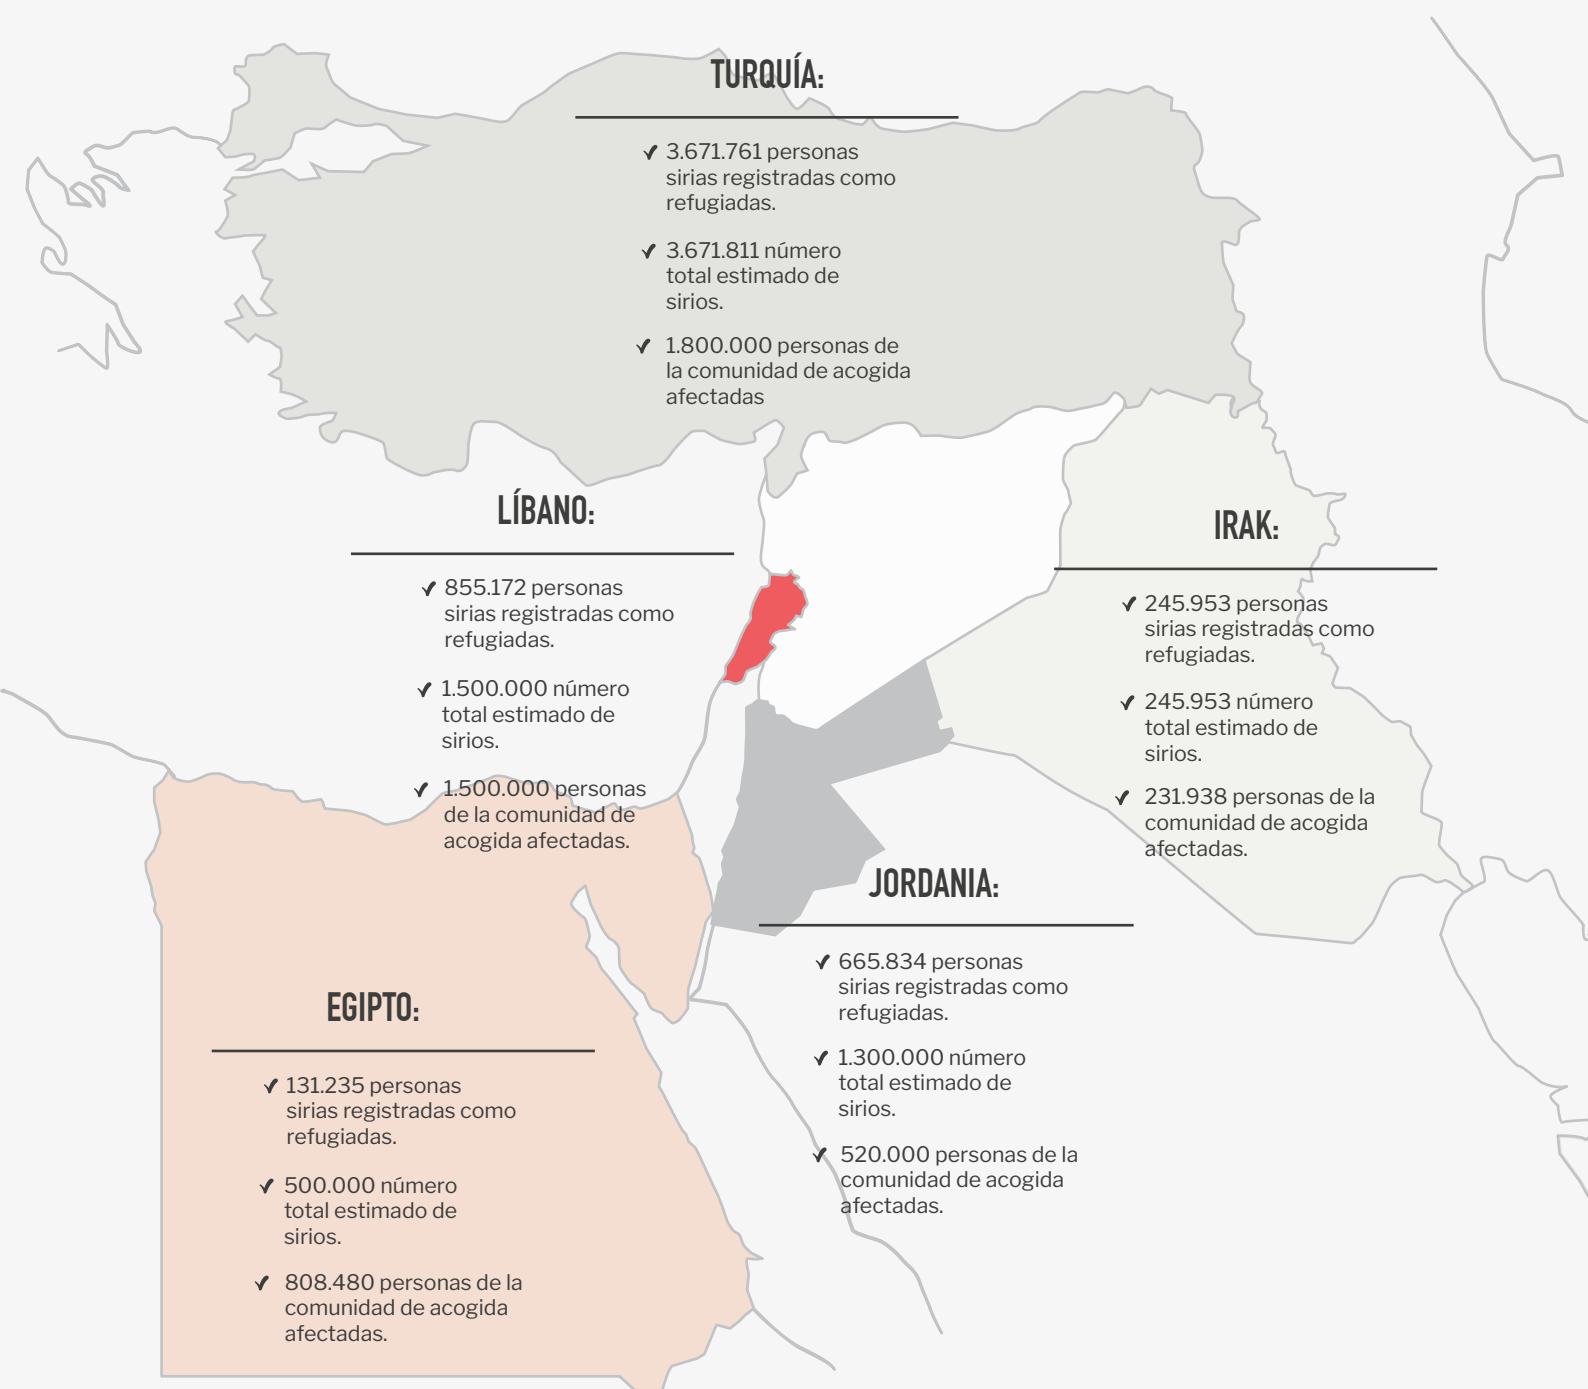 TURQUÍA:
✓ 3.671.761 personas
sirias registradas como
refugiadas.
✓ 3.671.811 número
total estimado de
sirios.
✓ 1.800.000 personas de
la comunidad de acogida
afectadas
LÍBANO:
✓ 855.172 personas
sirias registradas como
refugiadas.
✓ 1.500.000 número
total estimado de
sirios.
✓ 1.500.000 personas
de la comunidad de
acogida afectadas.
IRAK:
✓ 245.953 personas
sirias registradas como
refugiadas.
✓ 245.953 número
total estimado de
sirios.
✓ 231.938 personas de la
comunidad de acogida
afectadas.
JORDANIA:
✓ 665.834 personas
sirias registradas como
refugiadas.
✓ 1.300.000 número
total estimado de
sirios.
✓ 520.000 personas de la
comunidad de acogida
afectadas.
EGIPTO:
✓ 131.235 personas
sirias registradas como
refugiadas.
✓ 500.000 número
total estimado de
sirios.
✓ 808.480 personas de la
comunidad de acogida
afectadas.